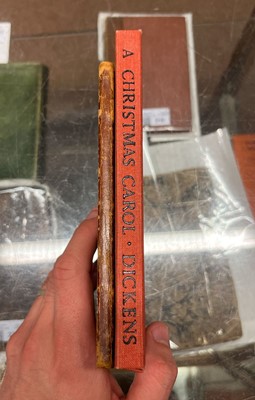 A CHRISTMAS CAROL • DICKENS